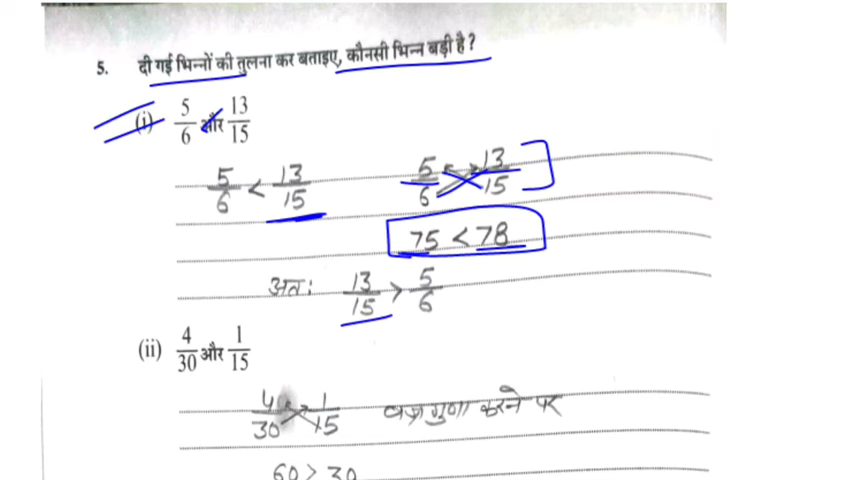 5. दी गई भिन्नों की तुलना कर बताइए, कौनसी भिन्न बड़ी है?
(i) 5/6 और 13/15
5/6 < 13/15 5/6 13/15
75 < 78
अतः 13/15 > 5/6
(ii) 4/30 और 1/15
4/30 1/15 वज्रगुणा करने पर
60 > 30